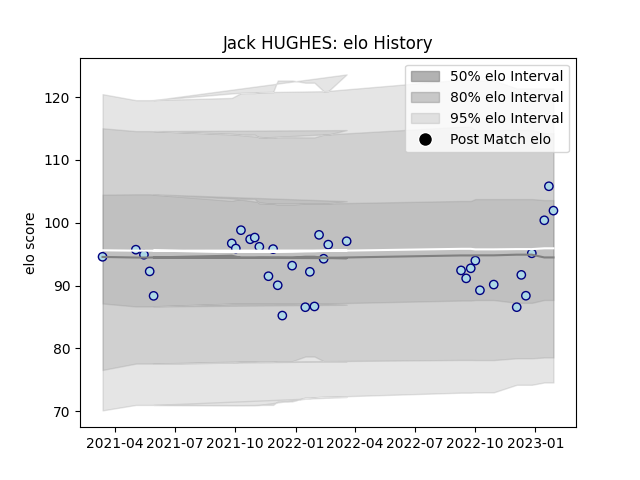 Jack HUGHES: elo History
50% elo Interval
80% elo Interval
95% elo Interval
Post Match elo
elo score
120
110
100
90
80
70
2021-04 2021-07 2021-10 2022-01 2022-04 2022-07 2022-10 2023-01